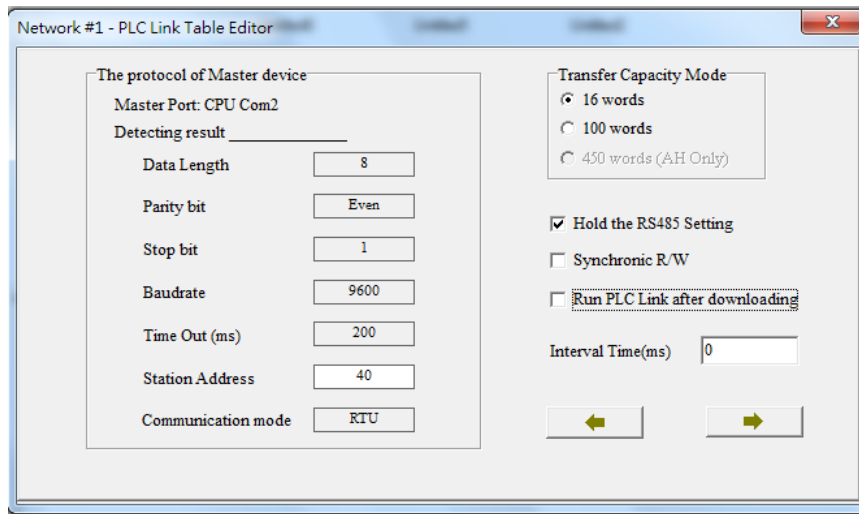 Network #1 - PLC Link Table Editor
The protocol of Master device
Master Port: CPU Com2
Detecting result
Data Length 8
Parity bit Even
Stop bit 1
Baudrate 9600
Time Out (ms) 200
Station Address 40
Communication mode RTU
Transfer Capacity Mode
16 words
100 words
450 words (AH Only)
Hold the RS485 Setting
Synchronic R/W
Run PLC Link after downloading
Interval Time(ms) 0